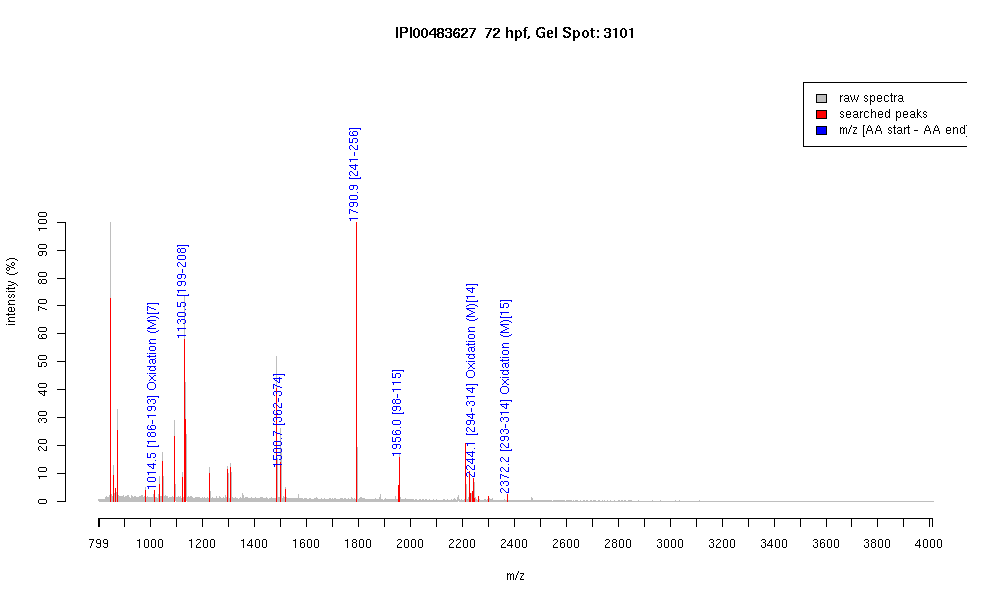 IPI00483627 72 hpf, Gel Spot: 3101
raw spectra
searched peaks
m/z [AA start - AA end]
intensity (%)
100
90
80
70
60
50
40
30
20
10
0
1014.5 [186-193] Oxidation (M)[7]
1130.5 [199-208]
1500.7 [362-374]
1790.9 [241-256]
1956.0 [98-115]
2244.1 [294-314] Oxidation (M)[14]
2372.2 [293-314] Oxidation (M)[15]
799 1000 1200 1400 1600 1800 2000 2200 2400 2600 2800 3000 3200 3400 3600 3800 4000
m/z